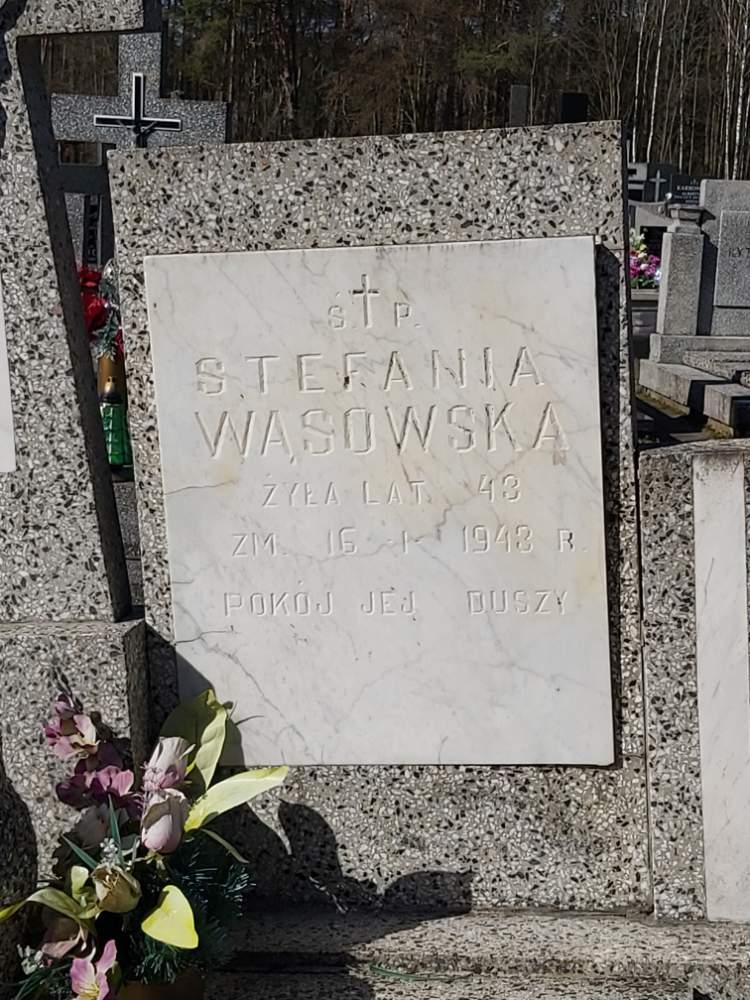 Ś. P.
STEFANIA
WĄSOWSKA
ŻYŁA LAT 43
ZM. 16-I-1943 R.
POKÓJ JEJ DUSZY